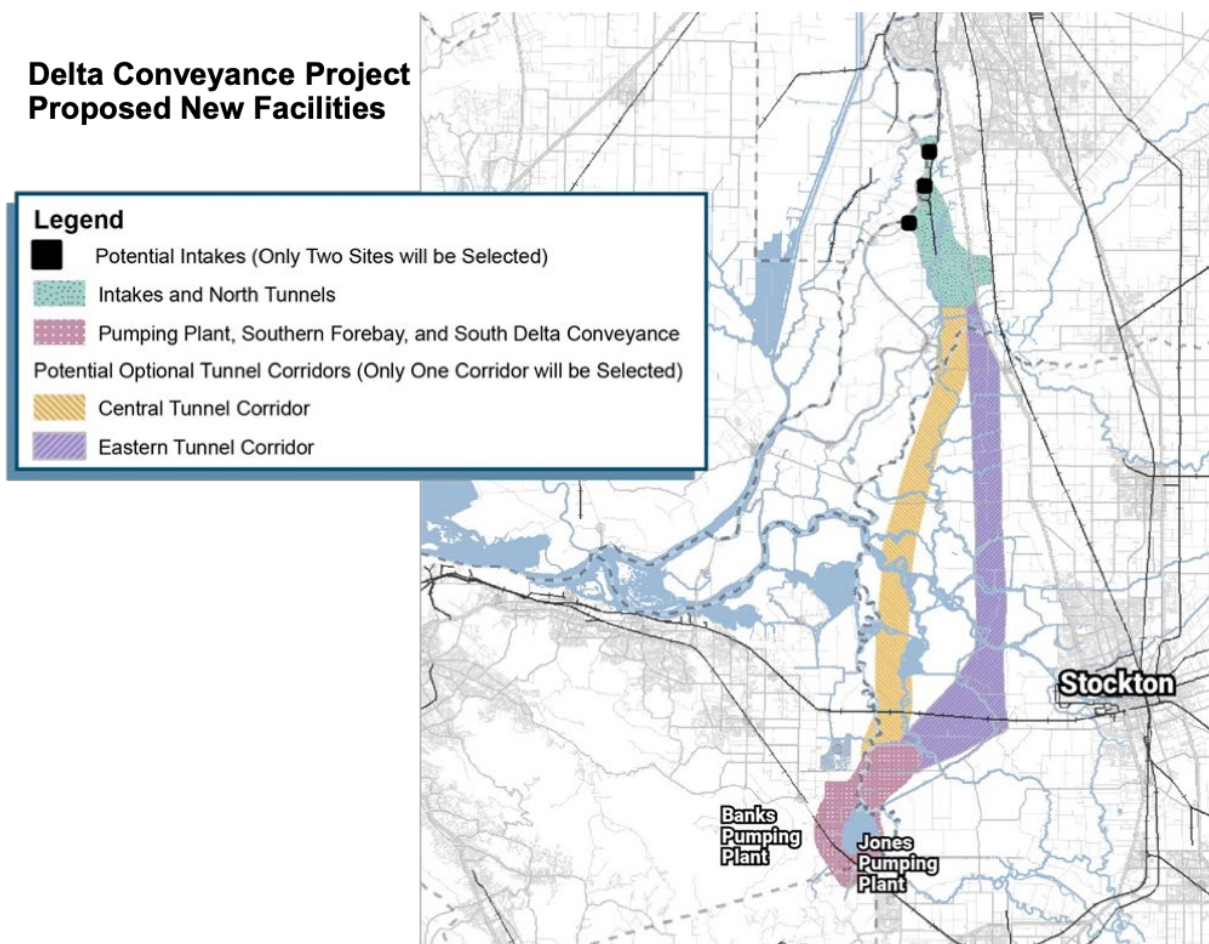 Delta Conveyance Project
Proposed New Facilities
Legend
Potential Intakes (Only Two Sites will be Selected)
Intakes and North Tunnels
Pumping Plant, Southern Forebay, and South Delta Conveyance
Potential Optional Tunnel Corridors (Only One Corridor will be Selected)
Central Tunnel Corridor
Eastern Tunnel Corridor
Stockton
Banks
Pumping
Plant
Jones
Pumping
Plant